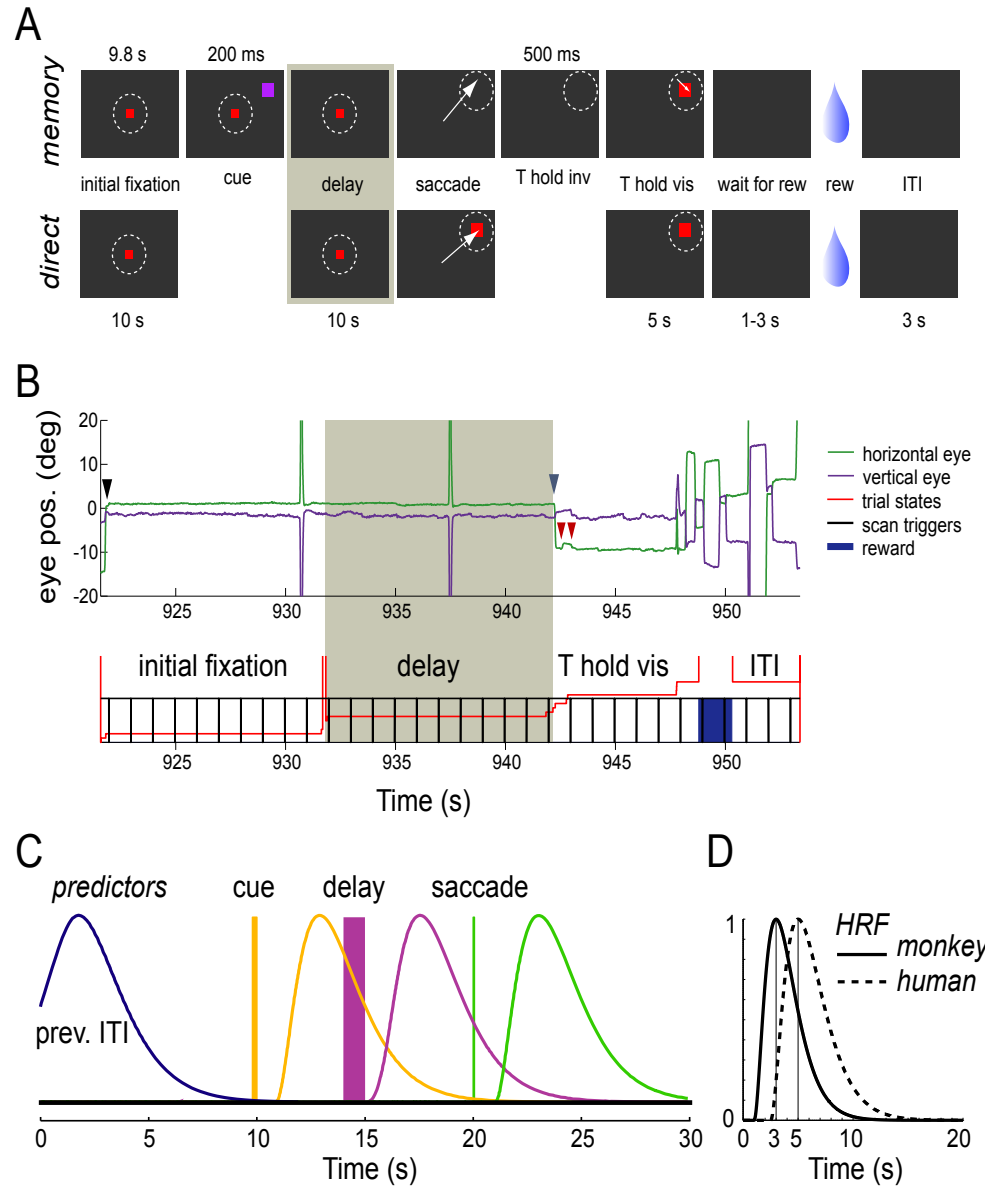 A
memory
9.8 s
200 ms
500 ms
initial fixation
cue
delay
saccade
T hold inv
T hold vis
wait for rew
rew
ITI
direct
10 s
10 s
5 s
1-3 s
3 s
B
eye pos. (deg)
20
10
0
-10
-20
925
930
935
940
945
950
horizontal eye
vertical eye
trial states
scan triggers
reward
initial fixation
delay
T hold vis
ITI
925
930
935
940
945
950
Time (s)
C
predictors
cue
delay
saccade
prev. ITI
0
5
10
15
20
25
30
Time (s)
D
1
HRF
monkey
human
0
0
3
5
10
20
Time (s)